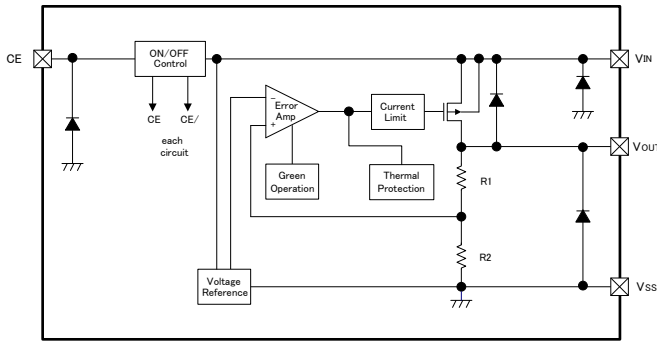 CE
ON/OFF
Control
VIN
CE
CE/
each
circuit
−
Error
Amp
+
Current
Limit
VOUT
Green
Operation
Thermal
Protection
R1
R2
Voltage
Reference
VSS